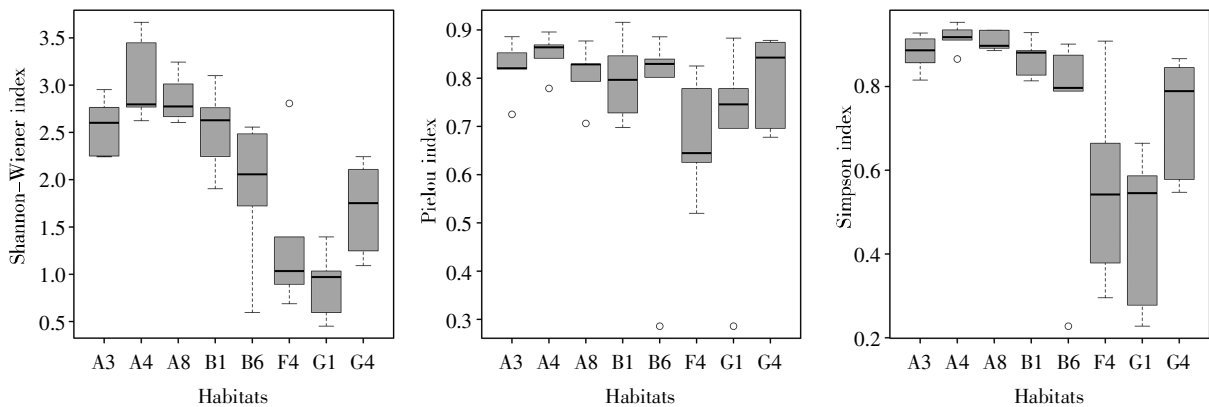 Shannon–Wiener index
3.5
3.0
2.5
2.0
1.5
1.0
0.5
A3 A4 A8 B1 B6 F4 G1 G4
Habitats
Pielou index
0.9
0.8
0.7
0.6
0.5
0.4
0.3
A3 A4 A8 B1 B6 F4 G1 G4
Habitats
Simpson index
0.8
0.6
0.4
0.2
A3 A4 A8 B1 B6 F4 G1 G4
Habitats